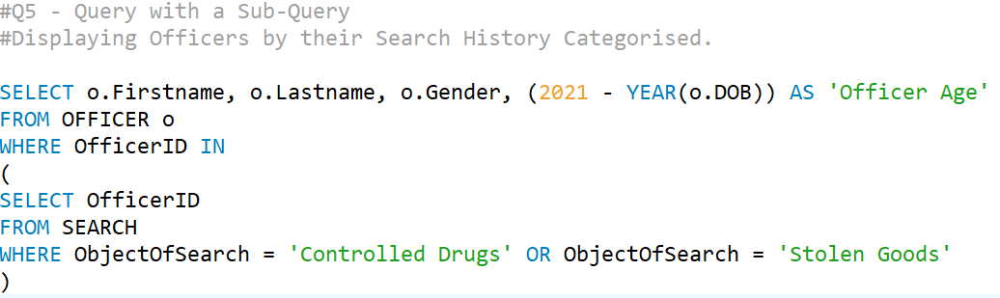 #Q5 - Query with a Sub-Query
#Displaying Officers by their Search History Categorised.
SELECT o.Firstname, o.Lastname, o.Gender, (2021 - YEAR(o.DOB)) AS 'Officer Age'
FROM OFFICER o
WHERE OfficerID IN
(
SELECT OfficerID
FROM SEARCH
WHERE ObjectOfSearch = 'Controlled Drugs' OR ObjectOfSearch = 'Stolen Goods'
)